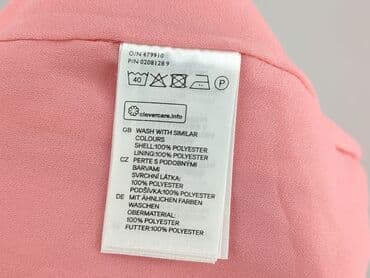 O/N 479910
P/N 0208128 9
40 P
clevercare.info
GB WASH WITH SIMILAR
COLOURS
SHELL:100% POLYESTER
LINING:100% POLYESTER
CZ PERTE S PODOBNÝMI
BARVAMI
SVRCHNÍ LÁTKA:
100% POLYESTER
PODŠÍVKA:100% POLYESTER
DE MIT ÄHNLICHEN FARBEN
WASCHEN
OBERMATERIAL:
100% POLYESTER
FUTTER:100% POLYESTER